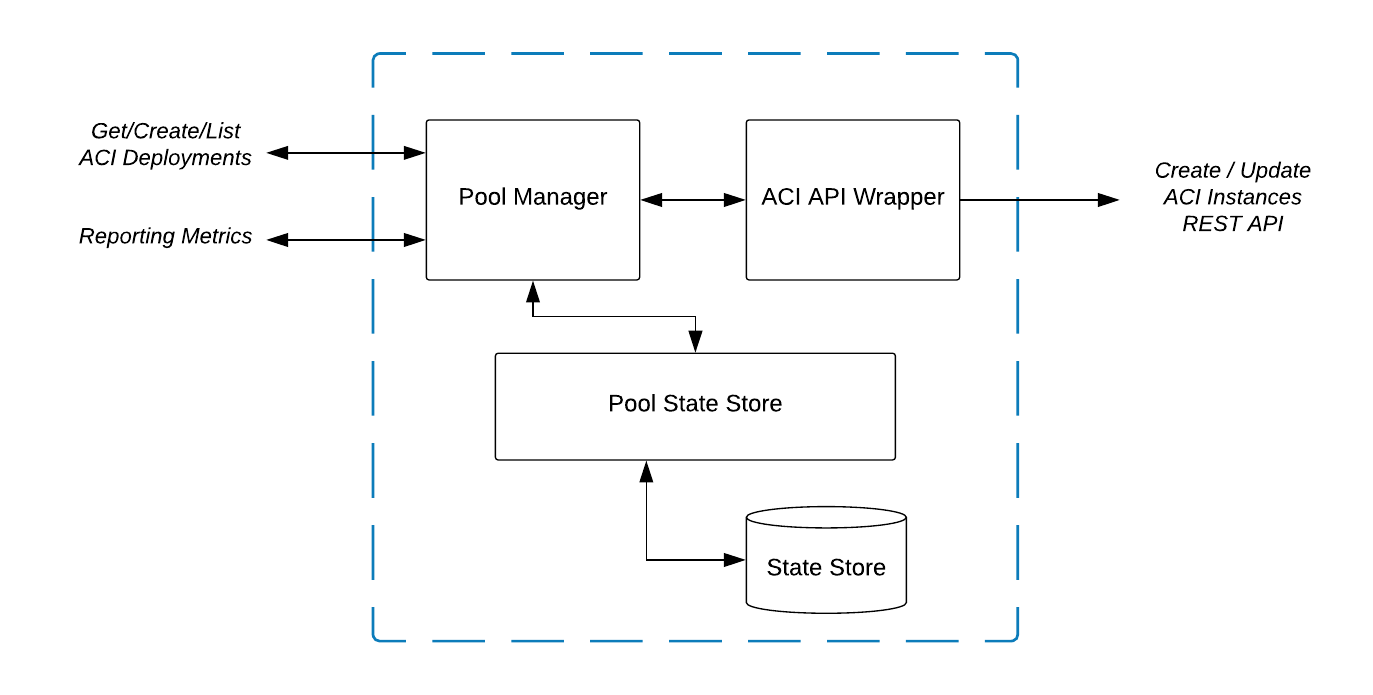 Get/Create/List
ACI Deployments
Reporting Metrics
Pool Manager
ACI API Wrapper
Create / Update
ACI Instances
REST API
Pool State Store
State Store